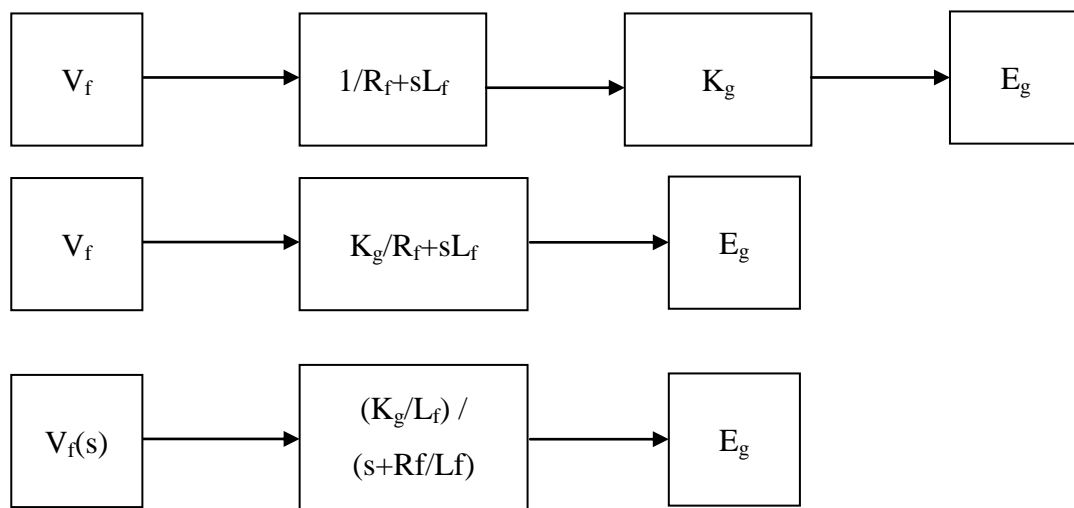 V_f 1/R_f+sL_f K_g E_g
V_f K_g/R_f+sL_f E_g
(K_g/L_f) /
V_f(s) E_g
(s+Rf/Lf)